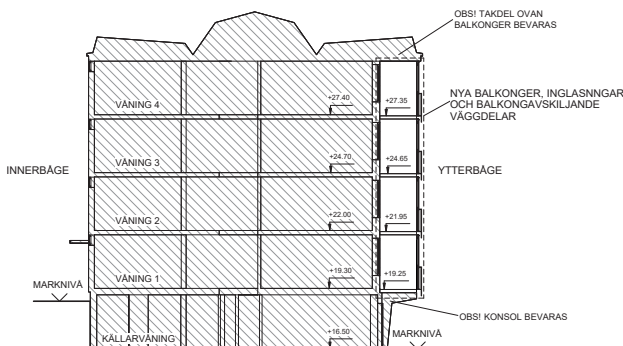 OBS! TAKDEL OVAN
BALKONGER BEVARAS
NYA BALKONGER, INGLASNNGAR
OCH BALKONGAVSKILJANDE
VÄGGDELAR
VÅNING 4
+27.40
+27.35
INNERBÅGE
VÅNING 3
+24.70
+24.65
YTTERBÅGE
VÅNING 2
+22.00
+21.95
VÅNING 1
+19.30
+19.25
MARKNIVÅ
OBS! KONSOL BEVARAS
KÄLLARVÅNING
+16.50
MARKNIVÅ